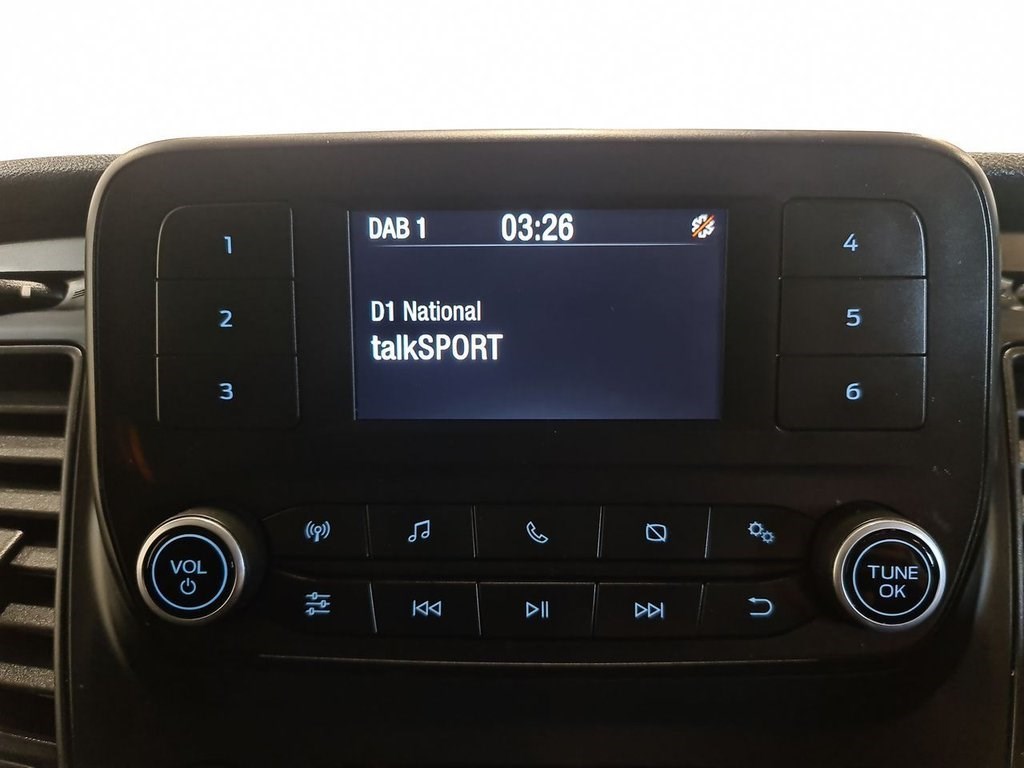 DAB 1 03:26
D1 National
talkSPORT
1
2
3
4
5
6
VOL
TUNE
OK